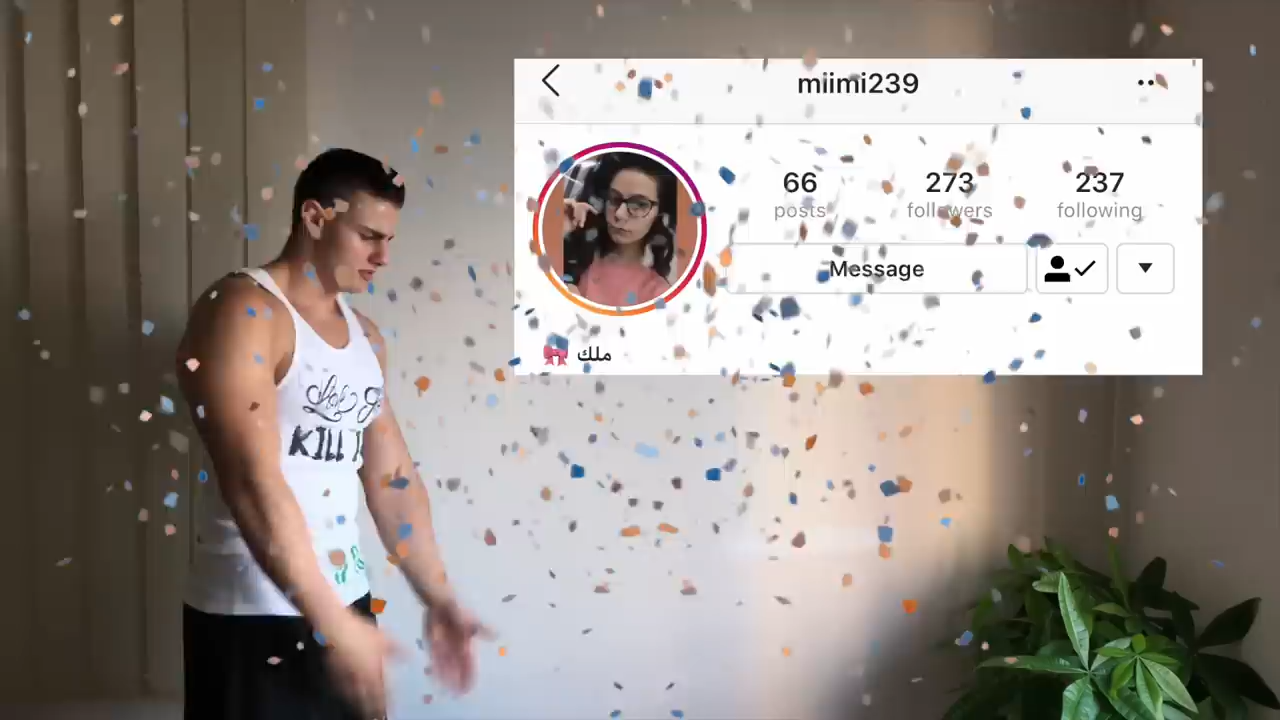 miimi239
66 273 237
posts followers following
Message
ملك
KILL